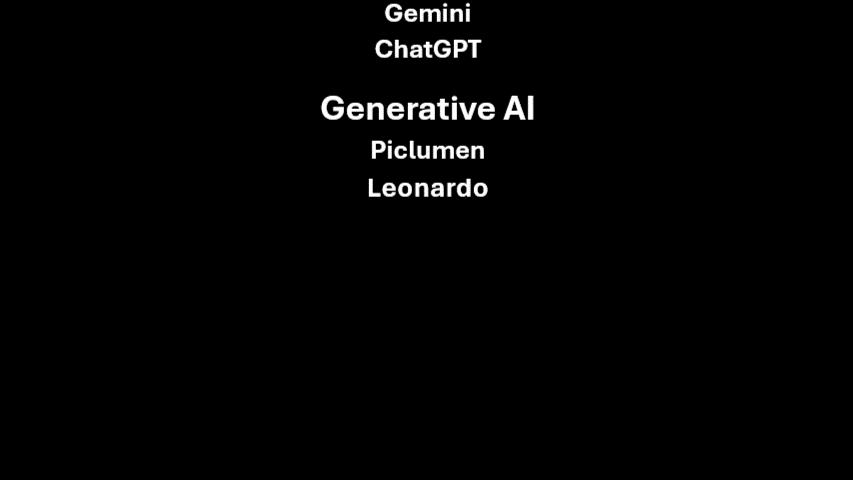 Gemini
ChatGPT
Generative AI
Piclumen
Leonardo